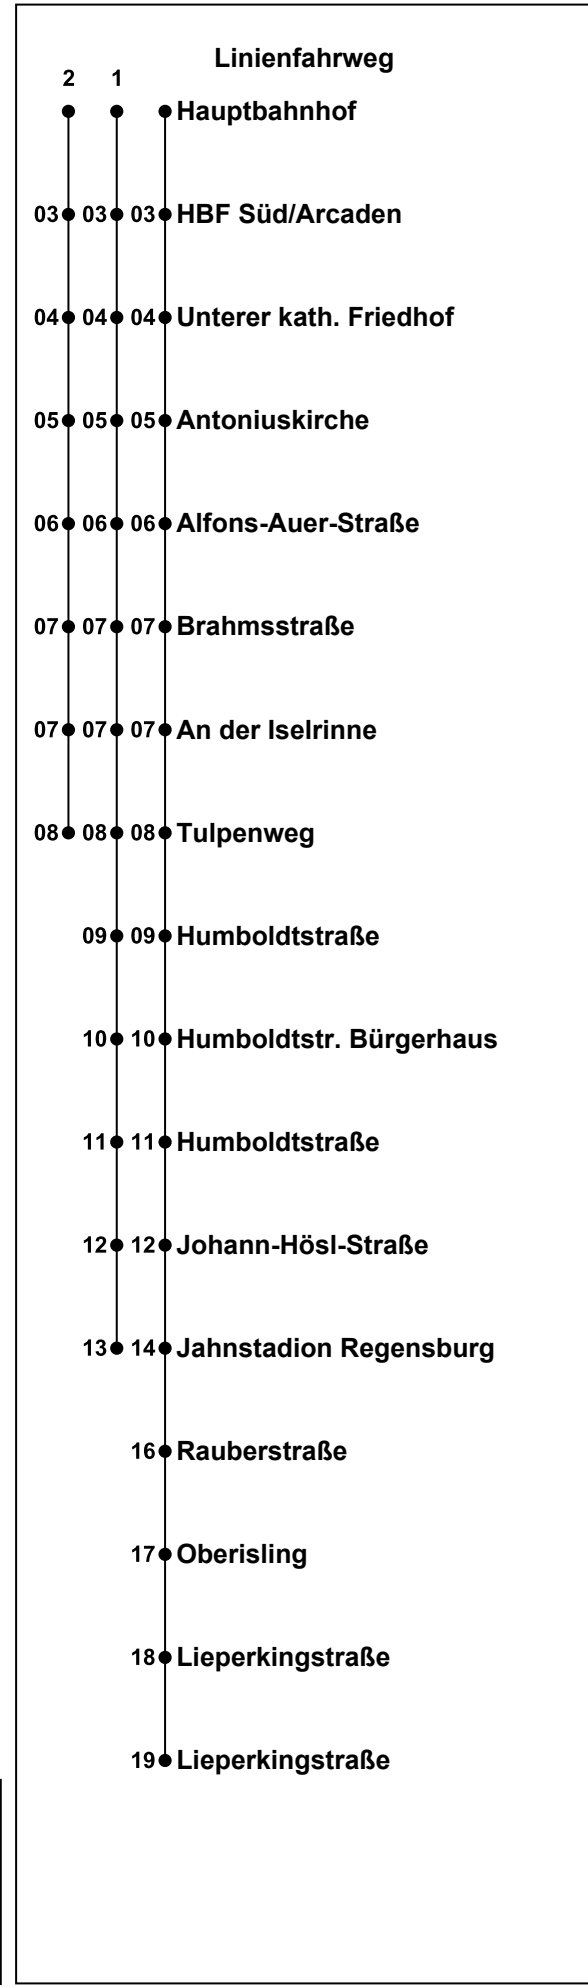 Linienfahrweg
2 1
Hauptbahnhof
03 03 03 HBF Süd/Arcaden
04 04 04 Unterer kath. Friedhof
05 05 05 Antoniuskirche
06 06 06 Alfons-Auer-Straße
07 07 07 Brahmsstraße
07 07 07 An der Iselrinne
08 08 08 Tulpenweg
09 09 Humboldtstraße
10 10 Humboldtstr. Bürgerhaus
11 11 Humboldtstraße
12 12 Johann-Hösl-Straße
13 14 Jahnstadion Regensburg
16 Rauberstraße
17 Oberisling
18 Lieperkingstraße
19 Lieperkingstraße